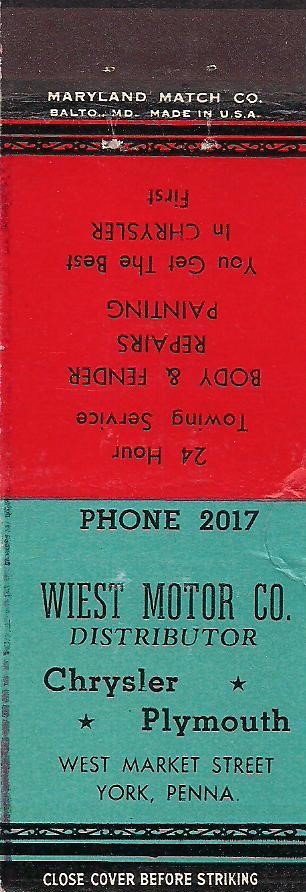 MARYLAND MATCH CO.
BALTO., MD. MADE IN U.S.A.
24 Hour
Towing Service
BODY & FENDER
REPAIRS
PAINTING
You Get The Best
In CHRYSLER
First
PHONE 2017
WIEST MOTOR CO.
DISTRIBUTOR
Chrysler ★
★ Plymouth
WEST MARKET STREET
YORK, PENNA.
CLOSE COVER BEFORE STRIKING